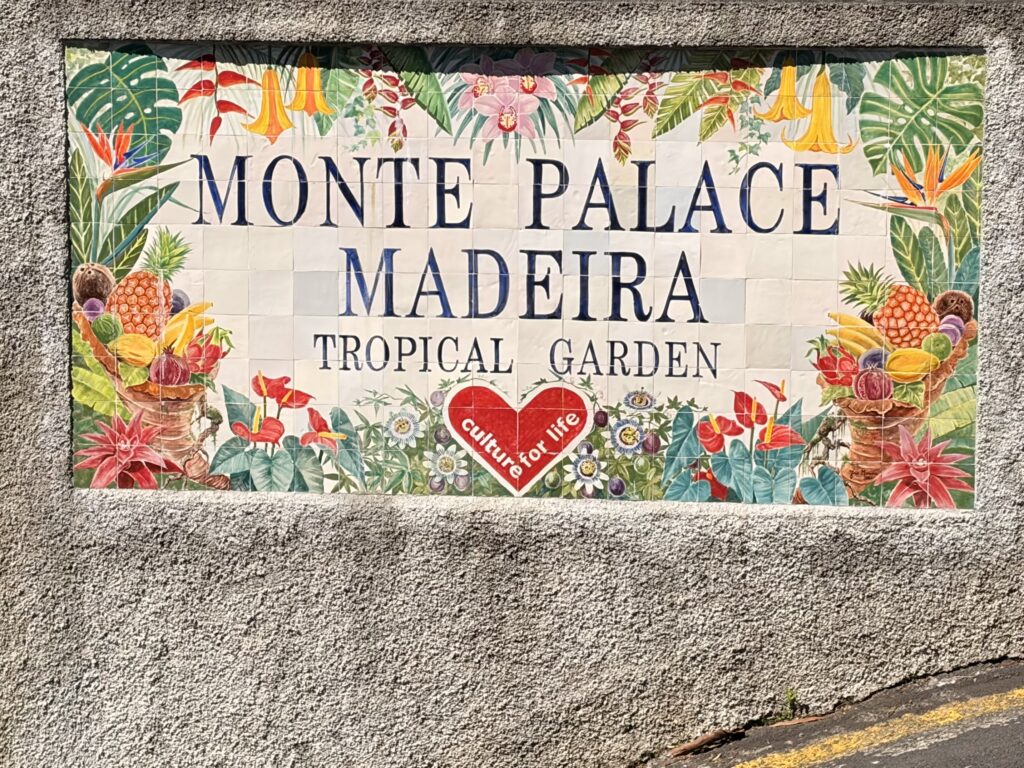 MONTE PALACE
MADEIRA
TROPICAL GARDEN
culture for life